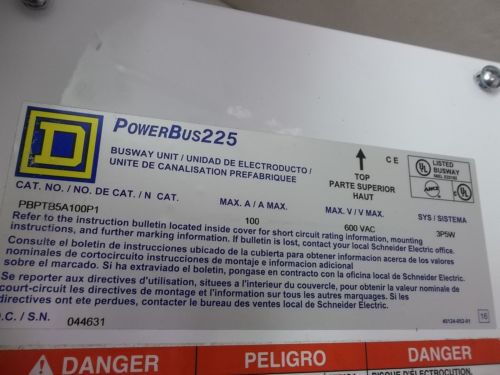 D
POWERBUS225
BUSWAY UNIT / UNIDAD DE ELECTRODUCTO /
UNITE DE CANALISATION PREFABRIQUEE
TOP
PARTE SUPERIOR
HAUT
CE
UL
LISTED
BUSWAY
ANCE
CAT. NO. / NO. DE CAT. / N CAT. MAX. A / A MAX. MAX. V / V MAX. SYS / SISTEMA
PBPTB5A100P1 100 600 VAC 3P5W
Refer to the instruction bulletin located inside cover for short circuit rating information, mounting
instructions, and further marking information. If bulletin is lost, contact your local Schneider Electric office.
Consulte el boletin de instrucciones ubicado de la cubierta para obtener informacion acerca de los valores
nominales de cortocircuito instrucciones de montaje e informacion adicional
sobre el marcado. Si ha extraviado el boletin, pongase en contacto con la oficina local de Schneider Electric.
Se reporter aux directives d'utilisation, situees a l'interieur du couvercle, pour obtenir la valeur nominale de
court-circuit les directives de montage et l'information sur tous les autres marquages. Si les
directives ont ete perdues, contacter le bureau des ventes local de Schneider Electric.
D.C. / S.N. 044631 16
DANGER PELIGRO DANGER